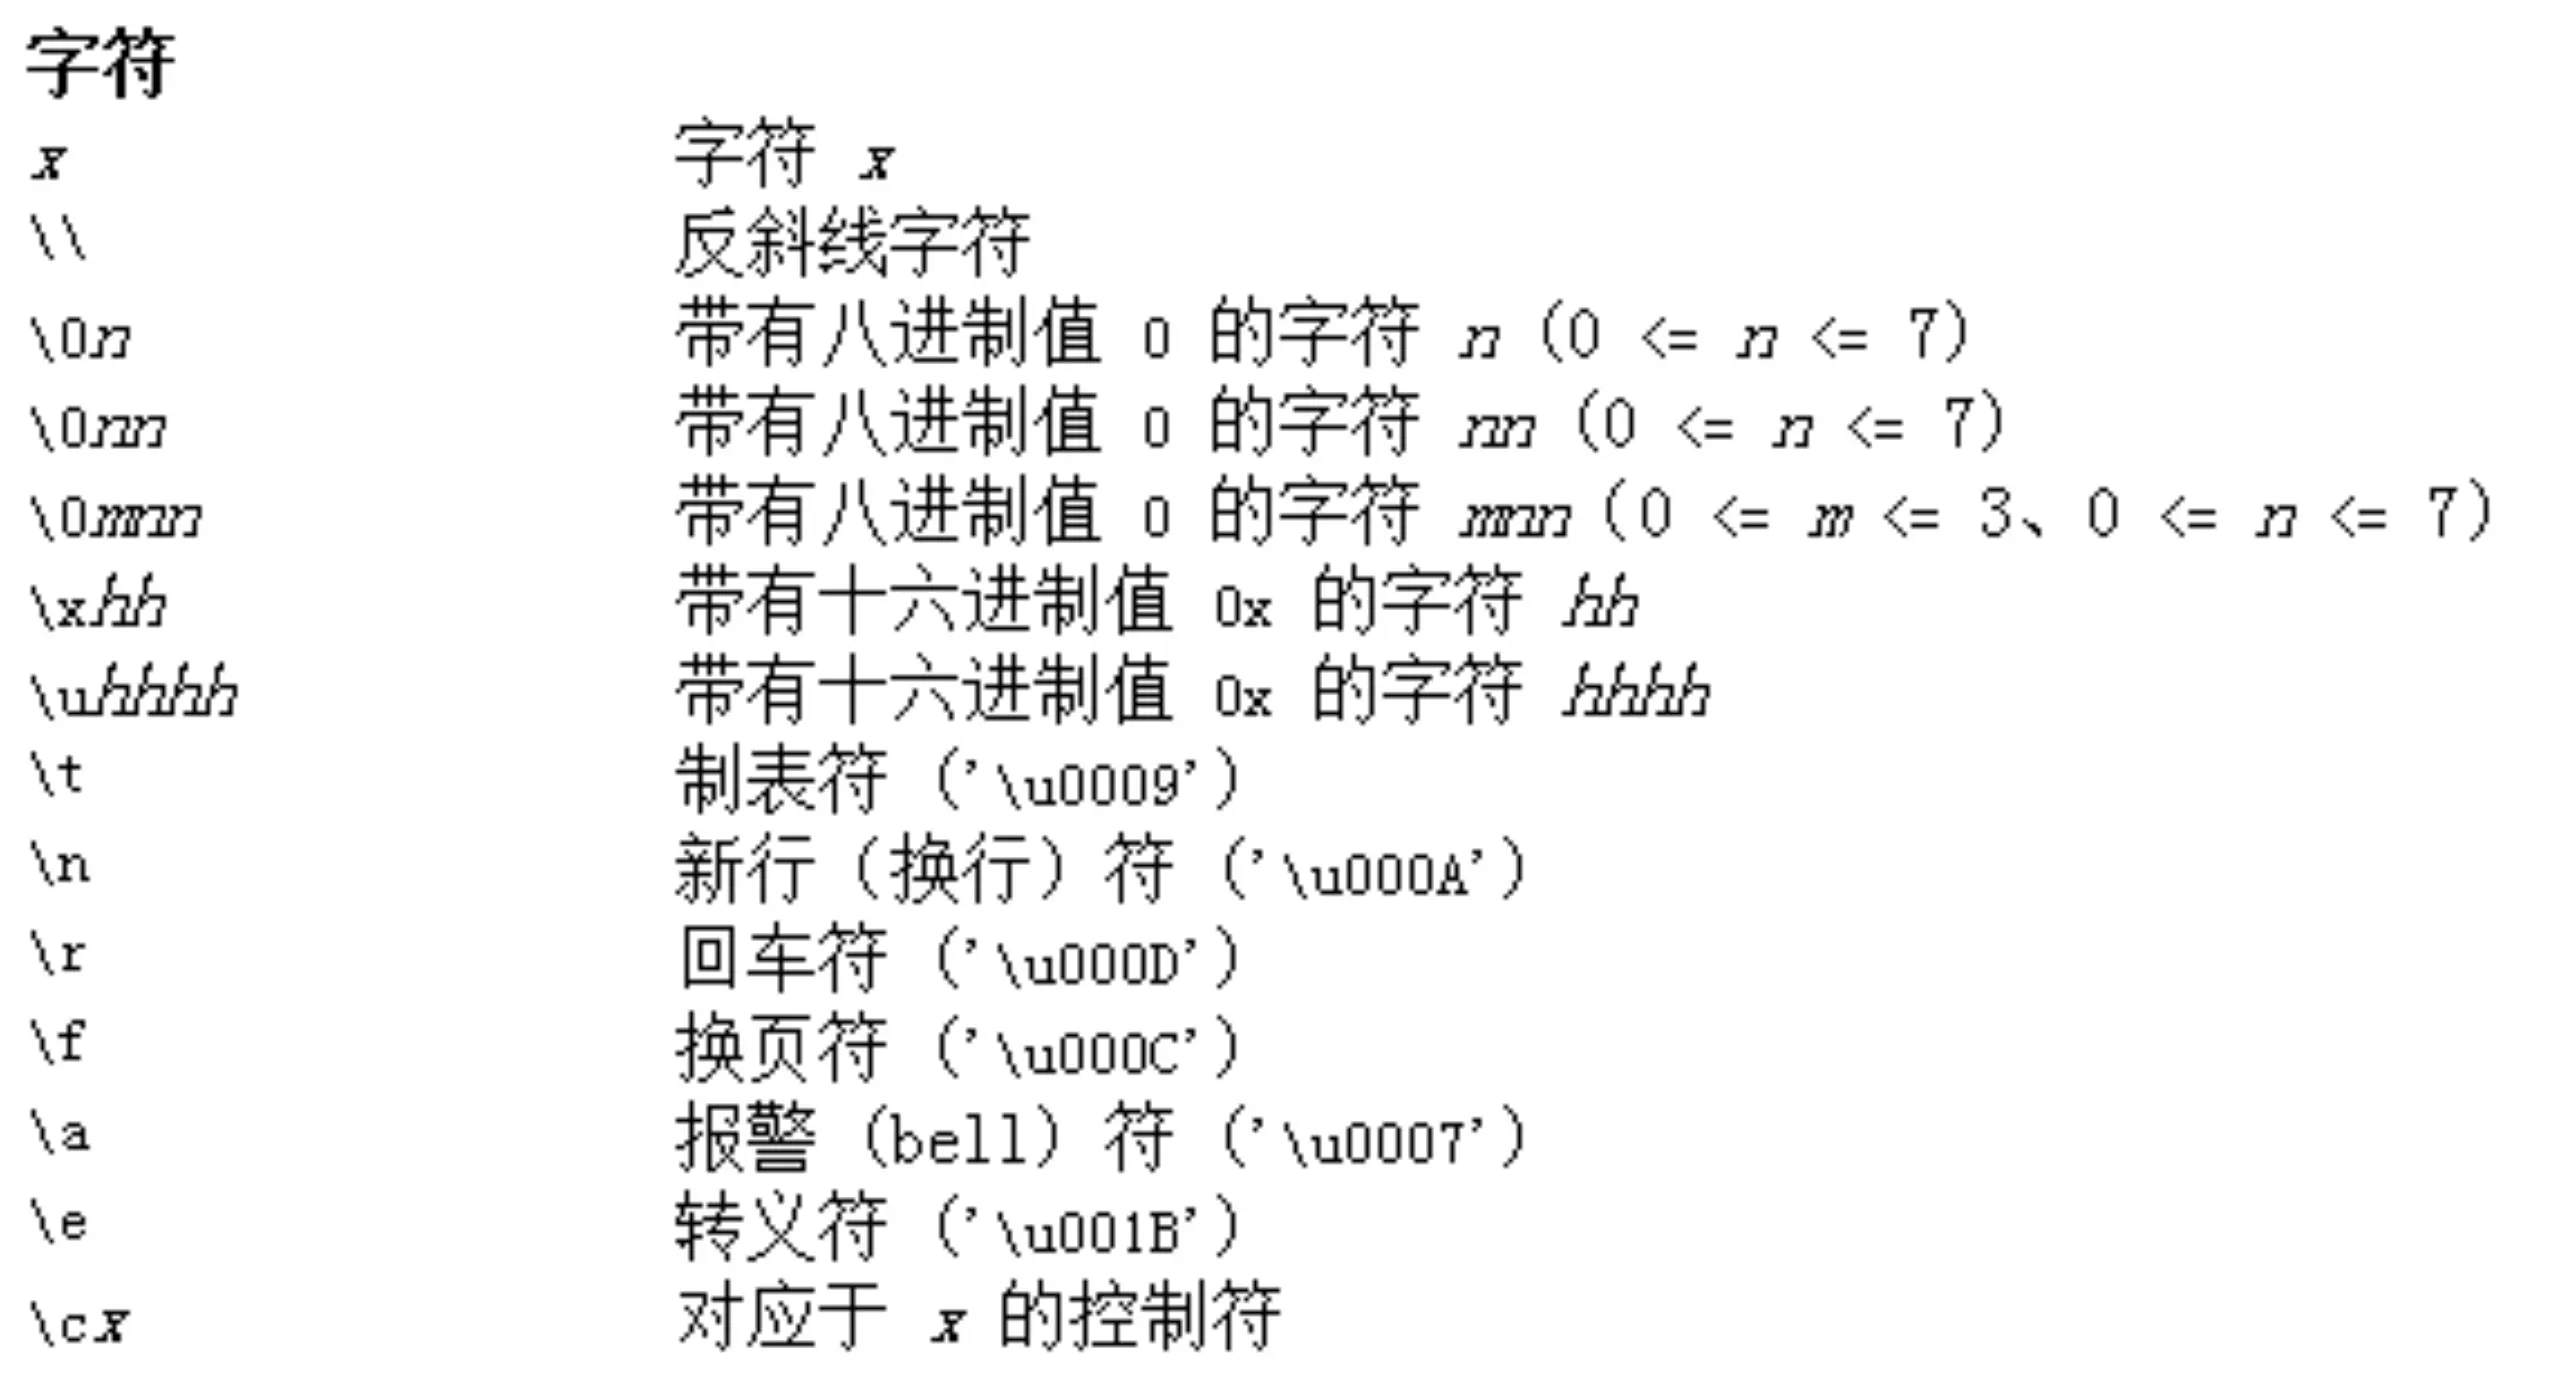 字符
x 字符 x
\\ 反斜线字符
\0n 带有八进制值 0 的字符 n (0 <= n <= 7)
\0nn 带有八进制值 0 的字符 nn (0 <= n <= 7)
\0mnn 带有八进制值 0 的字符 mnn（0 <= m <= 3、0 <= n <= 7）
\xhh 带有十六进制值 0x 的字符 hh
\uhhhh 带有十六进制值 0x 的字符 hhhh
\t 制表符 ('\u0009')
\n 新行（换行）符 ('\u000A')
\r 回车符 ('\u000D')
\f 换页符 ('\u000C')
\a 报警 (bell) 符 ('\u0007')
\e 转义符 ('\u001B')
\cx 对应于 x 的控制符